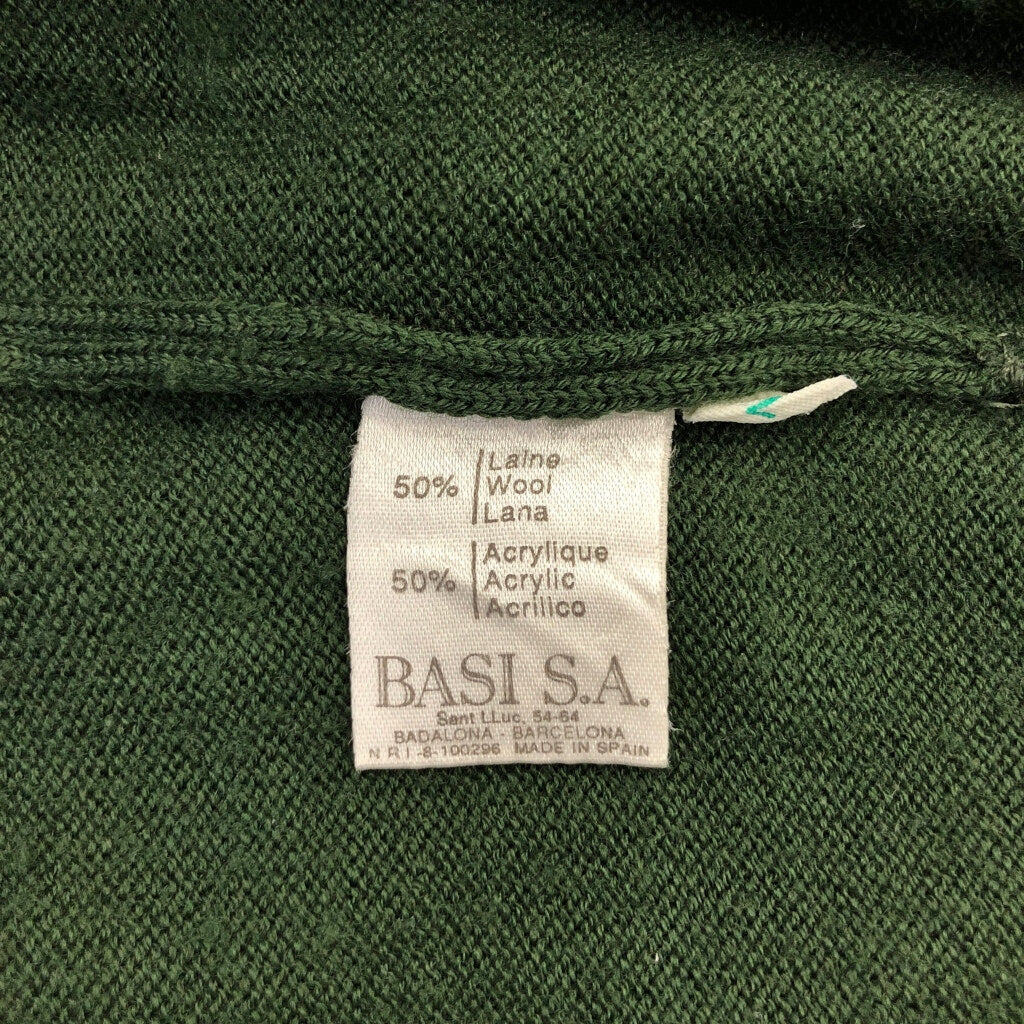 50% Laine
Wool
Lana
50% Acrylique
Acrylic
Acrilico
BASI S.A.
Sant LLuc, 54-64
BADALONA - BARCELONA
N R I -8-100296 MADE IN SPAIN